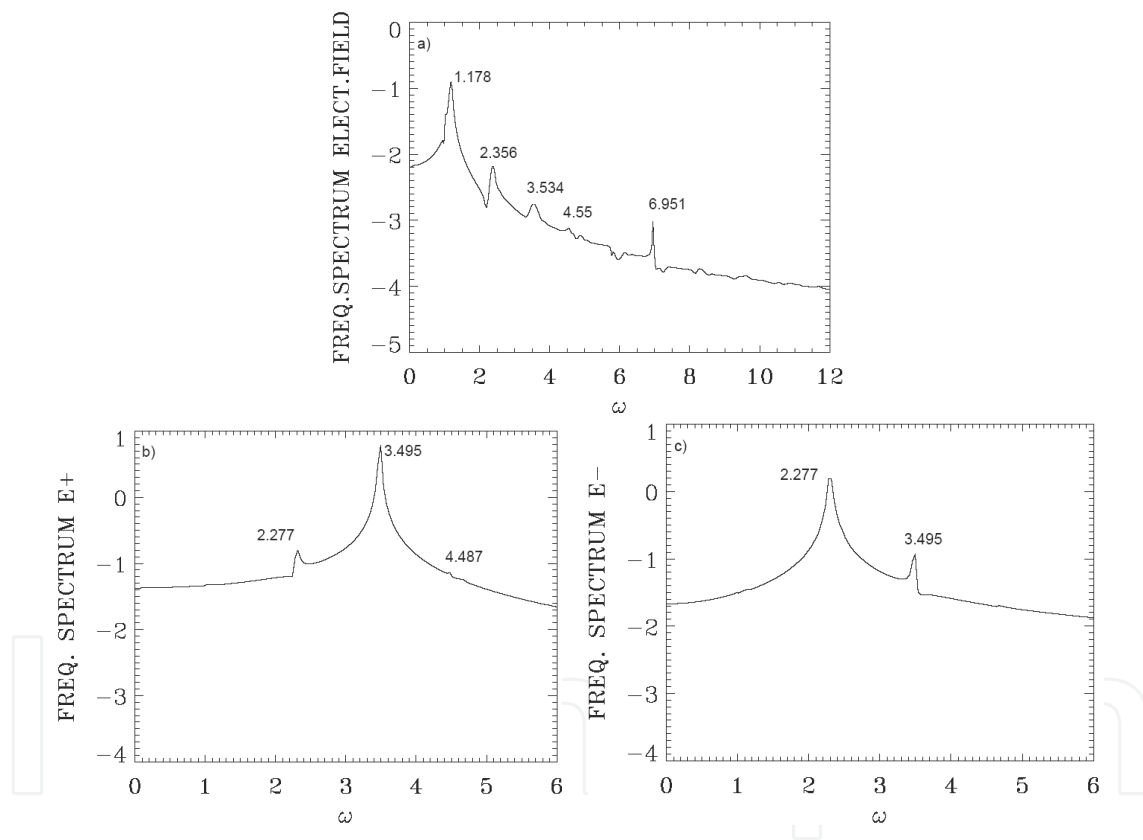 FREQ.SPECTRUM ELECT.FIELD
a)
0
−1
−2
−3
−4
−5
1.178
2.356
3.534
4.55
6.951
0 2 4 6 8 10 12
ω
FREQ. SPECTRUM E+
b)
1
0
−1
−2
−3
−4
2.277
3.495
4.487
0 1 2 3 4 5 6
ω
FREQ. SPECTRUM E−
c)
1
0
−1
−2
−3
−4
2.277
3.495
0 1 2 3 4 5 6
ω